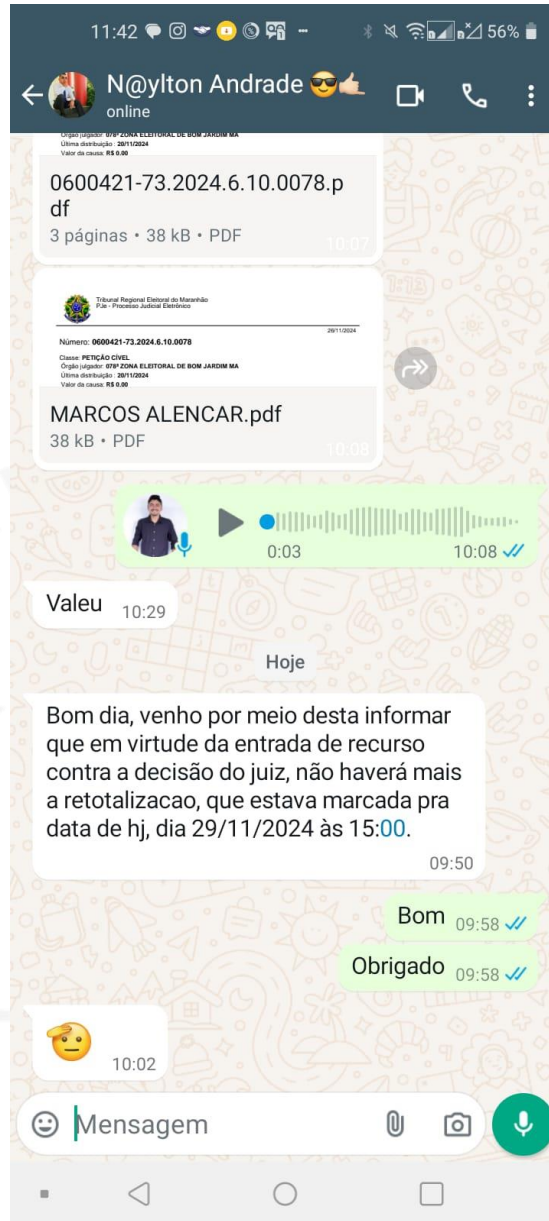 11:42
56%
N@ylton Andrade 😎🤙
online
Órgão julgador: 078ª ZONA ELEITORAL DE BOM JARDIM MA
Última distribuição : 20/11/2024
Valor da causa: R$ 0.00
0600421-73.2024.6.10.0078.p
df
3 páginas • 38 kB • PDF
10:07
Tribunal Regional Eleitoral do Maranhão
PJe - Processo Judicial Eletrônico
26/11/2024
Número: 0600421-73.2024.6.10.0078
Classe: PETIÇÃO CÍVEL
Órgão julgador: 078ª ZONA ELEITORAL DE BOM JARDIM MA
Última distribuição : 20/11/2024
Valor da causa: R$ 0.00
MARCOS ALENCAR.pdf
38 kB • PDF
10:08
0:03
10:08
Valeu 10:29
Hoje
Bom dia, venho por meio desta informar
que em virtude da entrada de recurso
contra a decisão do juiz, não haverá mais
a retotalizacao, que estava marcada pra
data de hj, dia 29/11/2024 às 15:00.
09:50
Bom 09:58
Obrigado 09:58
10:02
Mensagem